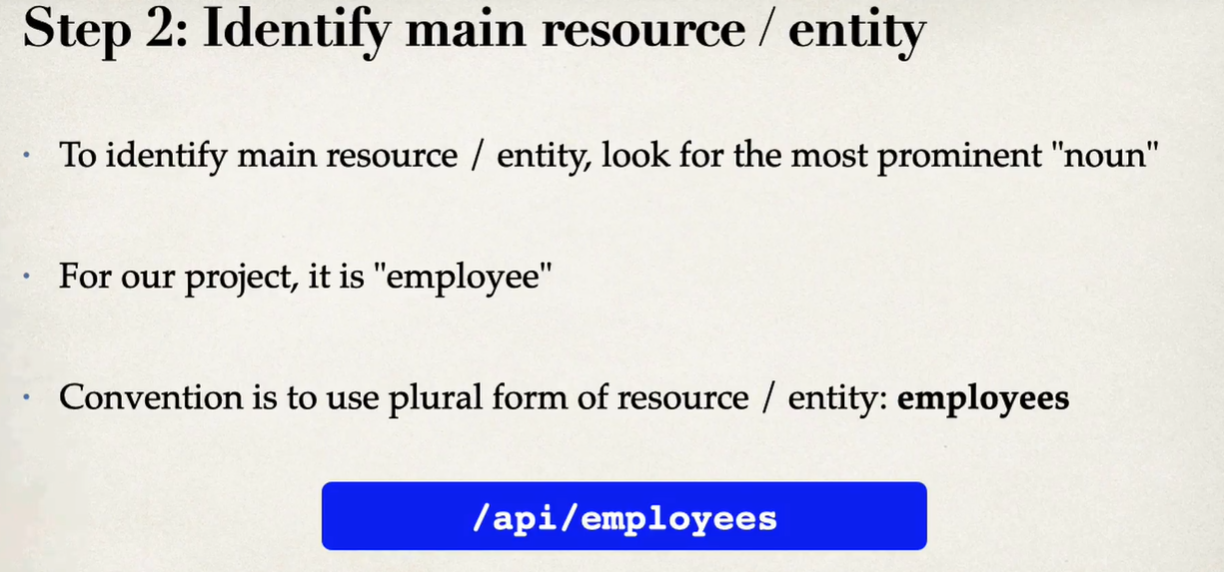 Step 2: Identify main resource / entity
· To identify main resource / entity, look for the most prominent "noun"
· For our project, it is "employee"
· Convention is to use plural form of resource / entity: employees
/api/employees